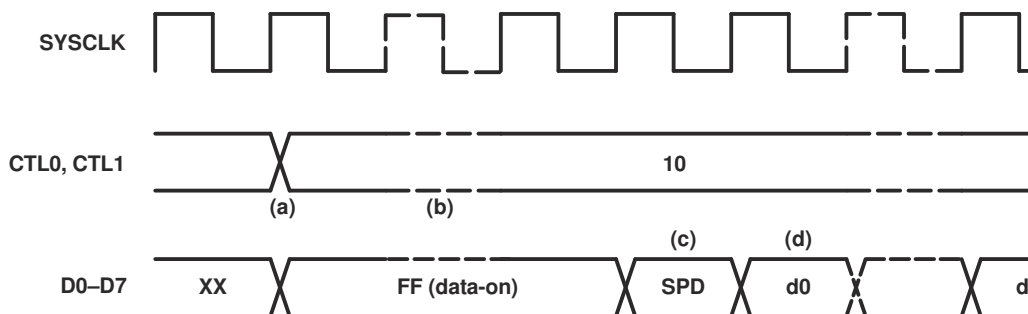 SYSCLK
CTL0, CTL1
10
(a)
(b)
(c)
(d)
D0–D7
XX
FF (data-on)
SPD
d0
d